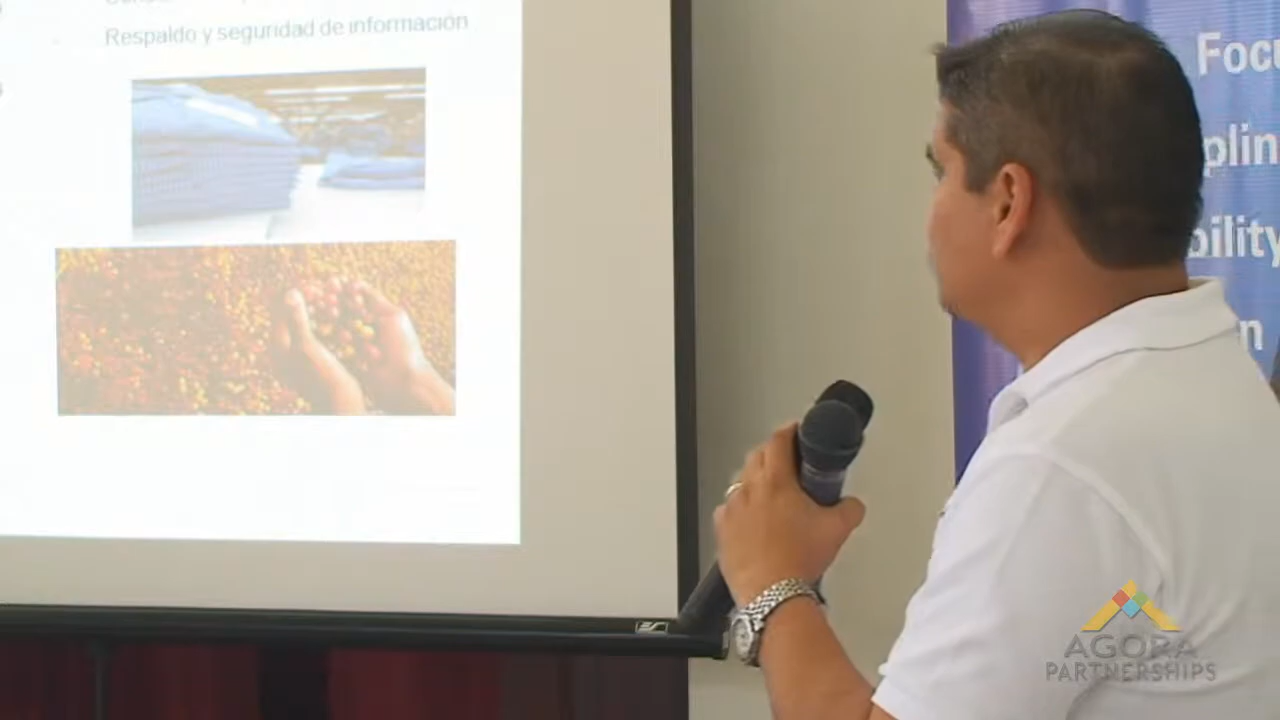 Respaldo y seguridad de información
Focu
plin
bility
n
AGORA
PARTNERSHIPS